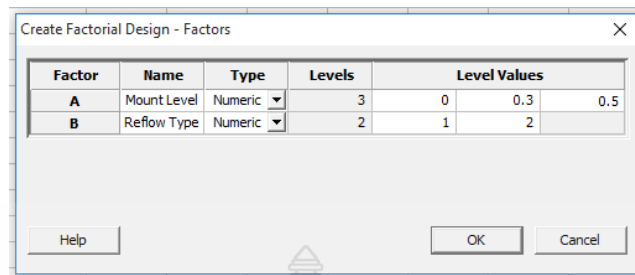 Create Factorial Design - Factors
Factor Name Type Levels Level Values
A Mount Level Numeric 3 0 0.3 0.5
B Reflow Type Numeric 2 1 2
Help OK Cancel